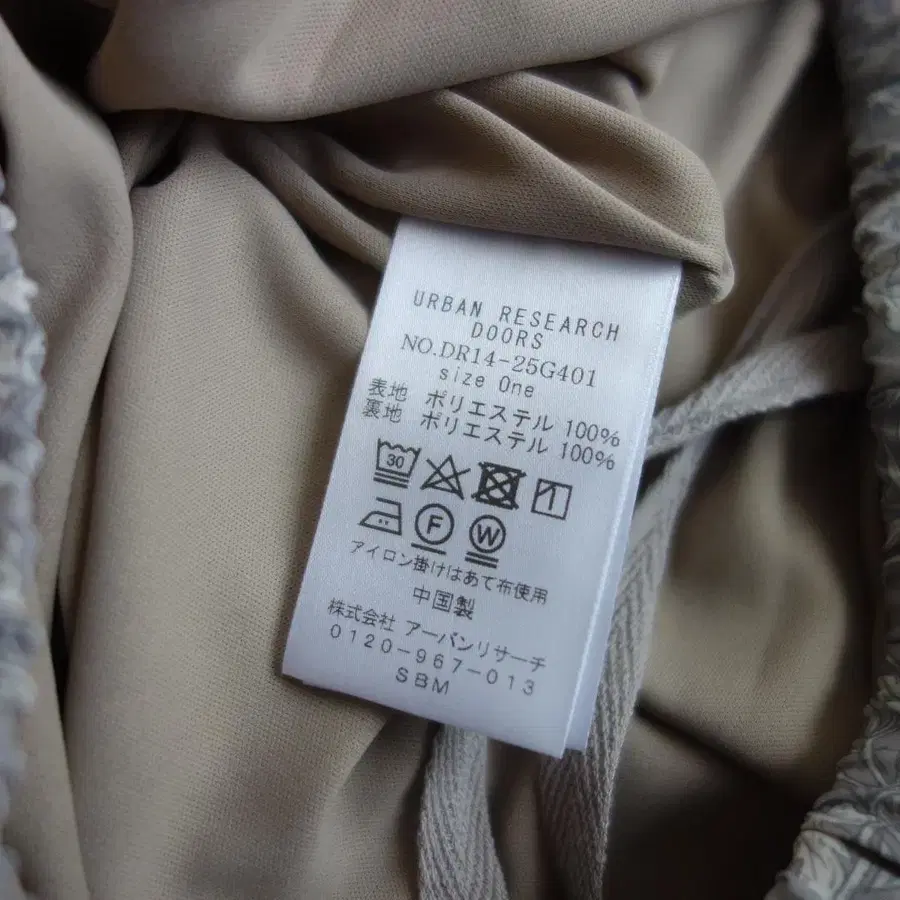 URBAN RESEARCH
DOORS
NO.DR14-25G401
size One
表地 ポリエステル 100%
裏地 ポリエステル 100%
30
F W
アイロン掛けはあて布使用
中国製
株式会社 アーバンリサーチ
0120-967-013
SBM